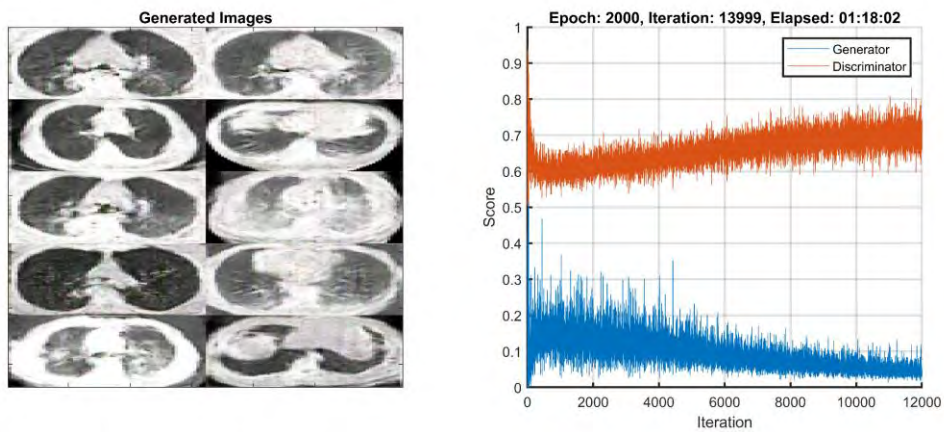 Generated Images
Epoch: 2000, Iteration: 13999, Elapsed: 01:18:02
Generator
Discriminator
1
0.9
0.8
0.7
0.6
0.5
0.4
0.3
0.2
0.1
0
Score
0 2000 4000 6000 8000 10000 12000
Iteration